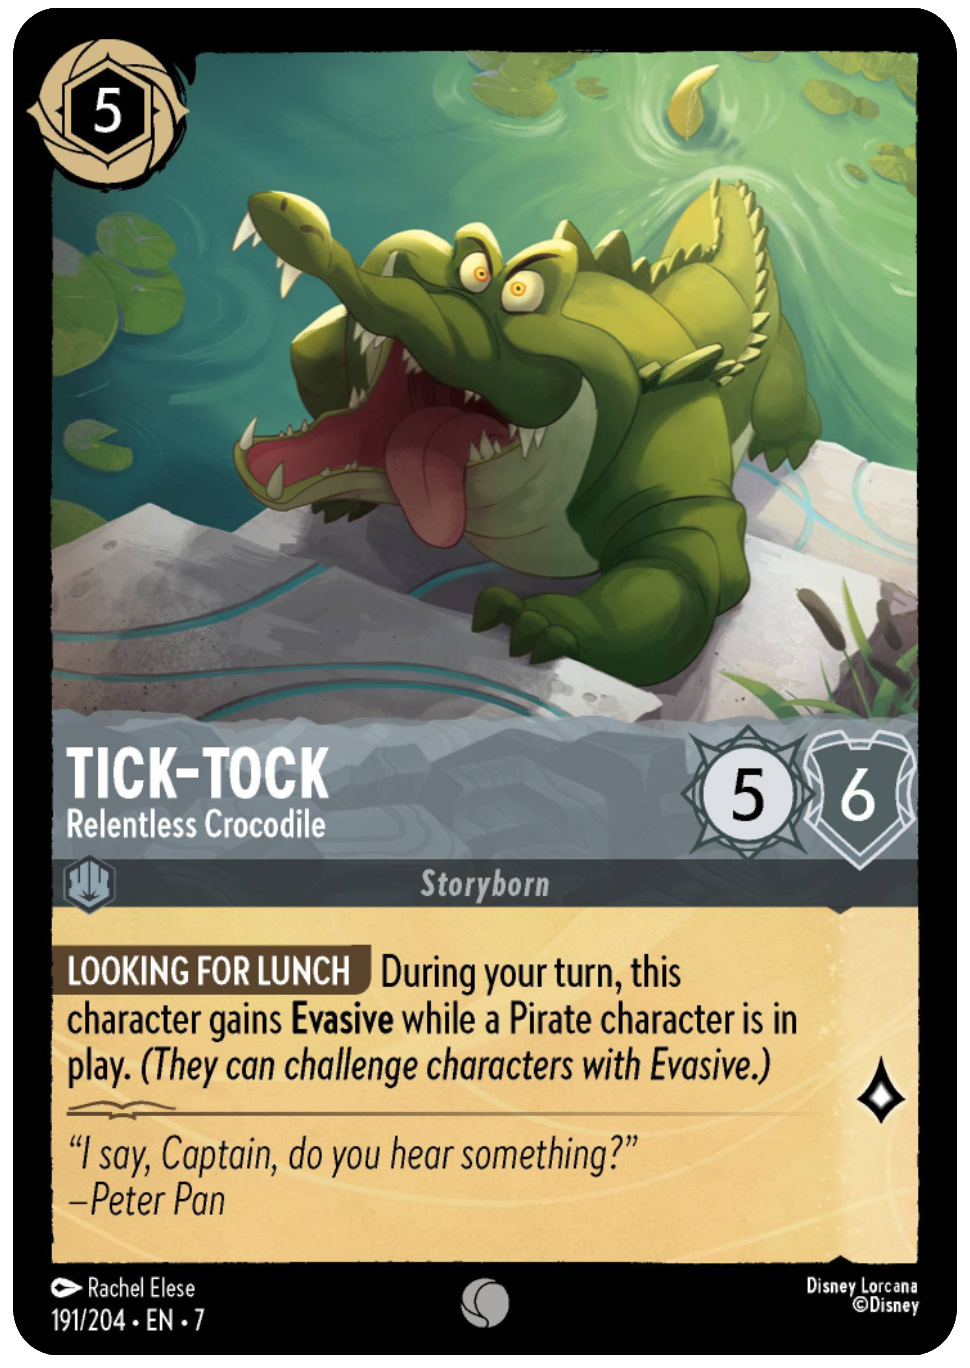 5
TICK-TOCK
Relentless Crocodile
5
6
Storyborn
LOOKING FOR LUNCH During your turn, this
character gains Evasive while a Pirate character is in
play. (They can challenge characters with Evasive.)
“I say, Captain, do you hear something?”
–Peter Pan
Rachel Elese
191/204 • EN • 7
Disney Lorcana
©Disney